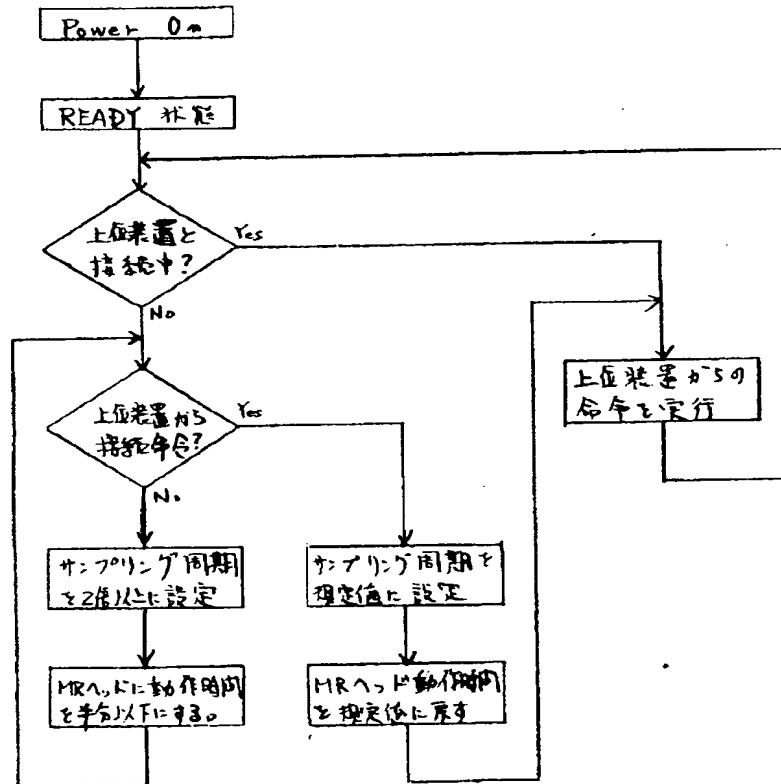 Power On
READY 状態
上位装置と
接続中?
Yes
No
上位装置から
接続命令?
Yes
No
上位装置からの
命令を実行
サンプリング周期
を2倍以上に設定
サンプリング周期を
規定値に設定
MRヘッドに動作時間
を半分以下にする。
MRヘッド動作時間
を規定値に戻す